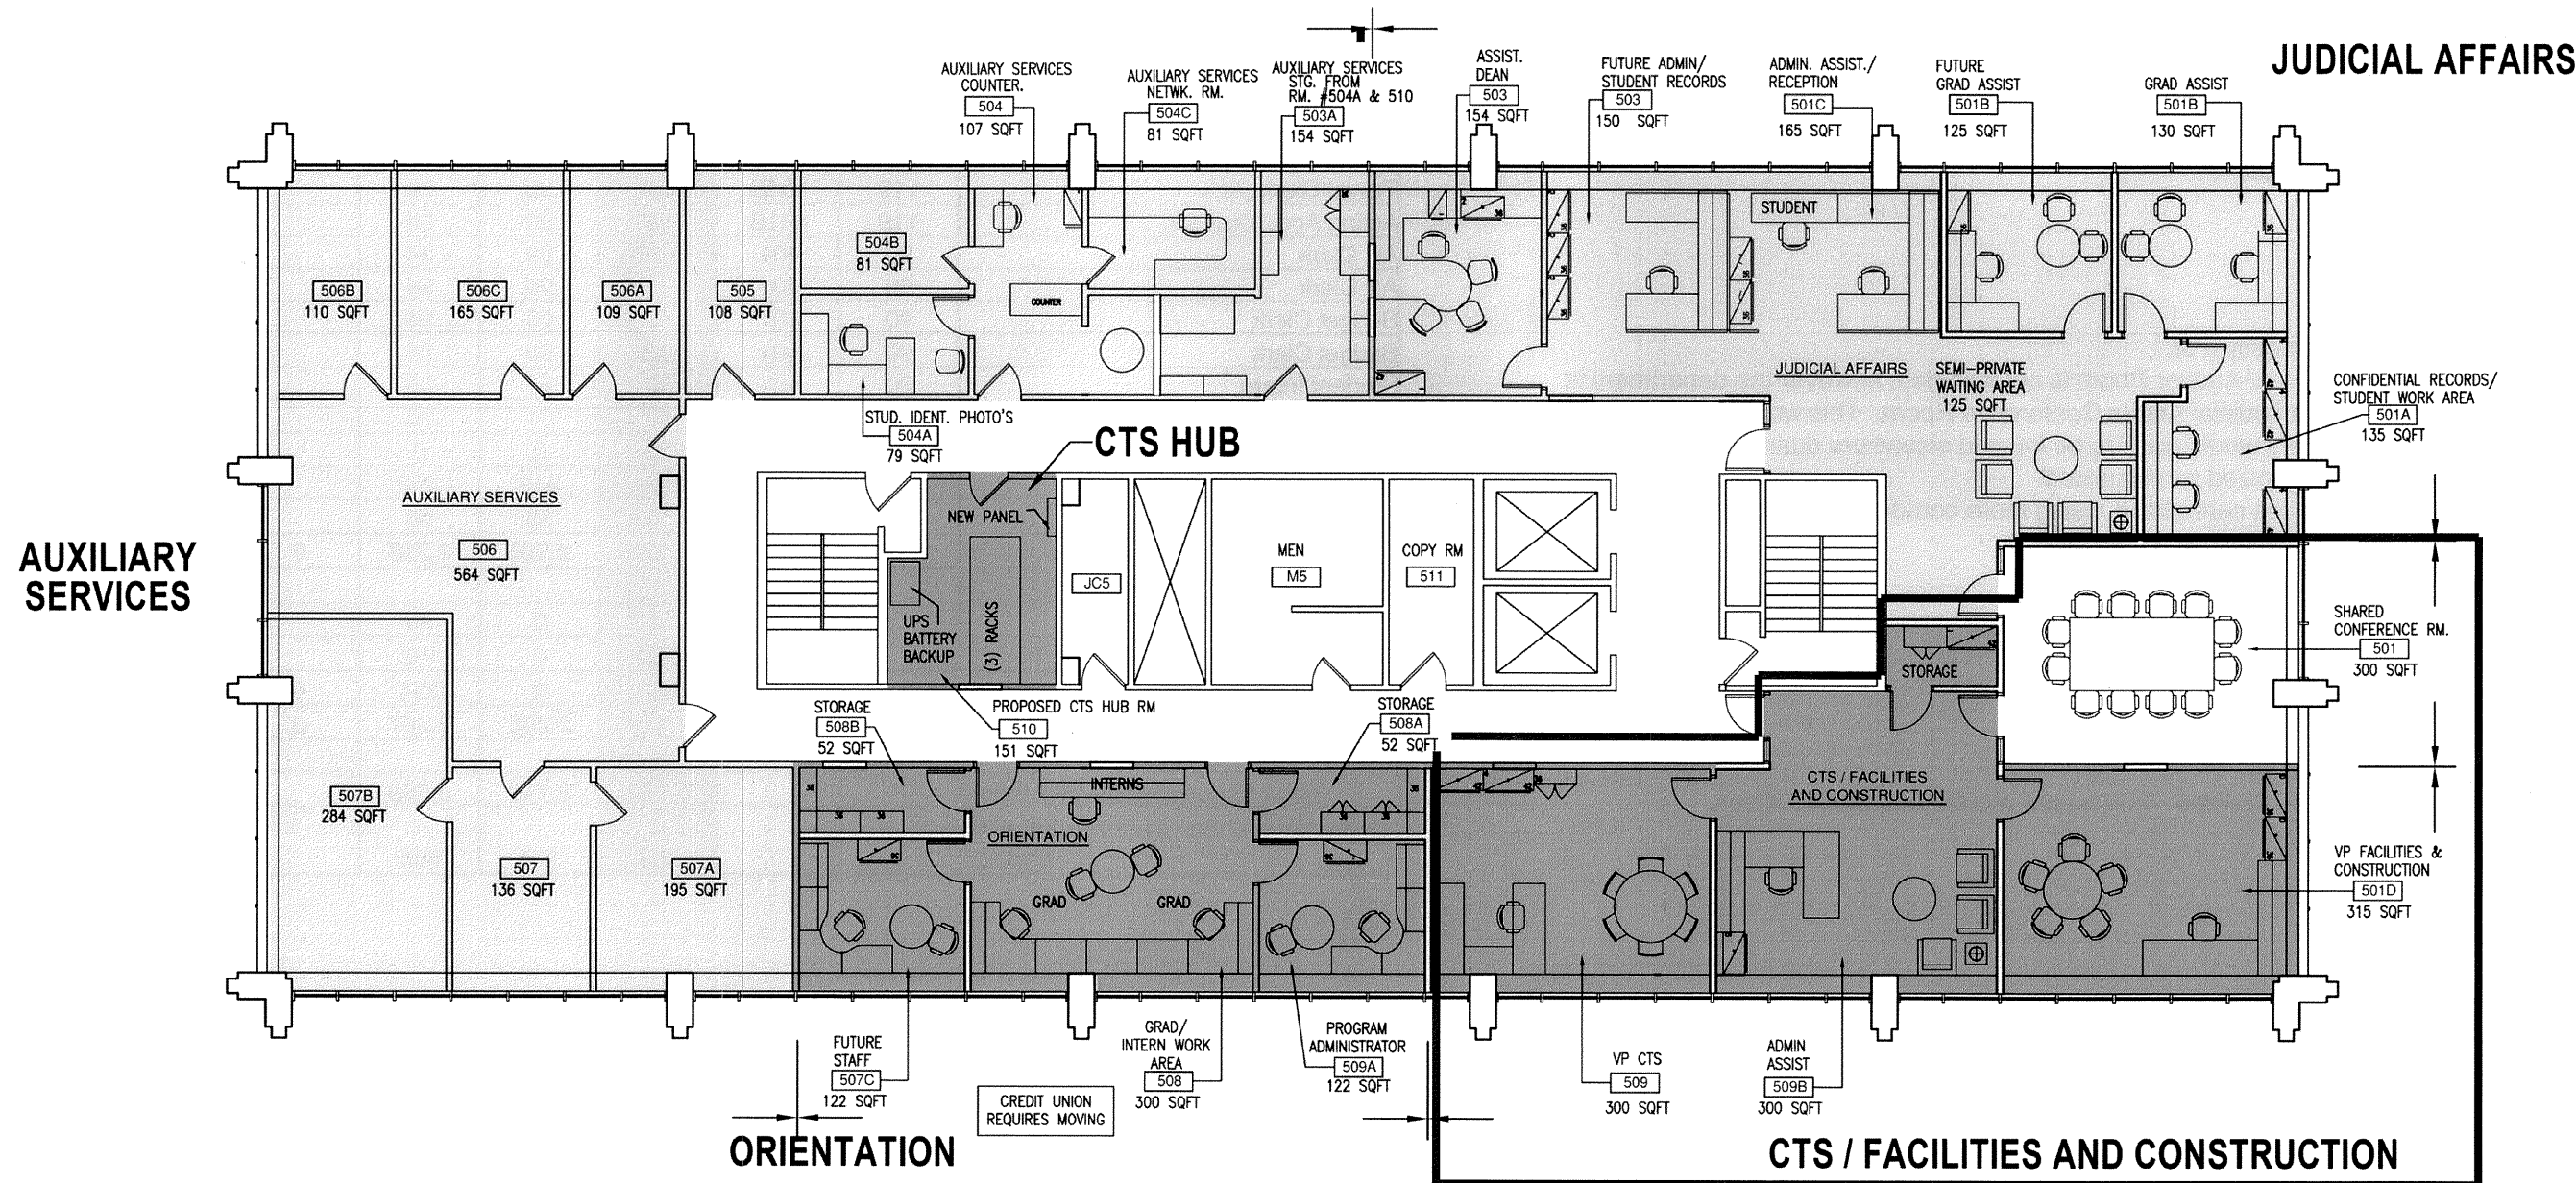 JUDICIAL AFFAIRS
AUXILIARY SERVICES
COUNTER.
504
107 SQFT
AUXILIARY SERVICES
NETWK. RM.
504C
81 SQFT
AUXILIARY SERVICES
STG. FROM
RM. #504A & 510
503A
154 SQFT
ASSIST.
DEAN
503
154 SQFT
FUTURE ADMIN/
STUDENT RECORDS
503
150 SQFT
ADMIN. ASSIST./
RECEPTION
501C
165 SQFT
FUTURE
GRAD ASSIST
501B
125 SQFT
GRAD ASSIST
501B
130 SQFT
506B
110 SQFT
506C
165 SQFT
506A
109 SQFT
505
108 SQFT
504B
81 SQFT
COUNTER
STUDENT
STUD. IDENT. PHOTO'S
504A
79 SQFT
JUDICIAL AFFAIRS
SEMI-PRIVATE
WAITING AREA
125 SQFT
CONFIDENTIAL RECORDS/
STUDENT WORK AREA
501A
135 SQFT
CTS HUB
AUXILIARY SERVICES
506
564 SQFT
AUXILIARY
SERVICES
NEW PANEL
UPS
BATTERY
BACKUP
(3) RACKS
JC5
MEN
M5
COPY RM
511
STORAGE
SHARED
CONFERENCE RM.
501
300 SQFT
STORAGE
508B
52 SQFT
PROPOSED CTS HUB RM
510
151 SQFT
STORAGE
508A
52 SQFT
507B
284 SQFT
507
136 SQFT
507A
195 SQFT
INTERNS
ORIENTATION
GRAD
GRAD
CTS / FACILITIES
AND CONSTRUCTION
VP FACILITIES &
CONSTRUCTION
501D
315 SQFT
FUTURE
STAFF
507C
122 SQFT
CREDIT UNION
REQUIRES MOVING
GRAD/
INTERN WORK
AREA
508
300 SQFT
PROGRAM
ADMINISTRATOR
509A
122 SQFT
VP CTS
509
300 SQFT
ADMIN
ASSIST
509B
300 SQFT
ORIENTATION
CTS / FACILITIES AND CONSTRUCTION